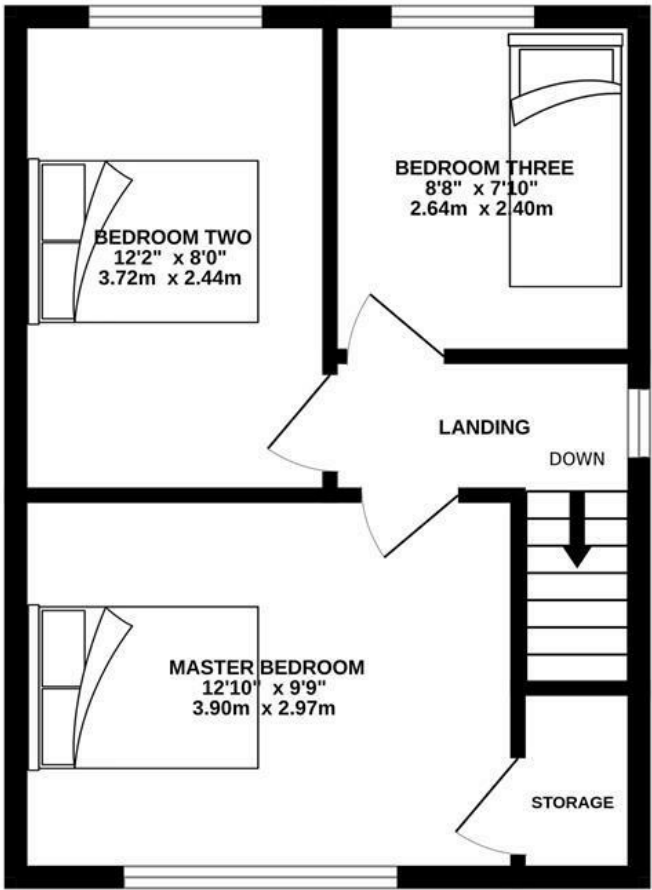 BEDROOM THREE
8'8" x 7'10"
2.64m x 2.40m
BEDROOM TWO
12'2" x 8'0"
3.72m x 2.44m
LANDING
DOWN
MASTER BEDROOM
12'10" x 9'9"
3.90m x 2.97m
STORAGE